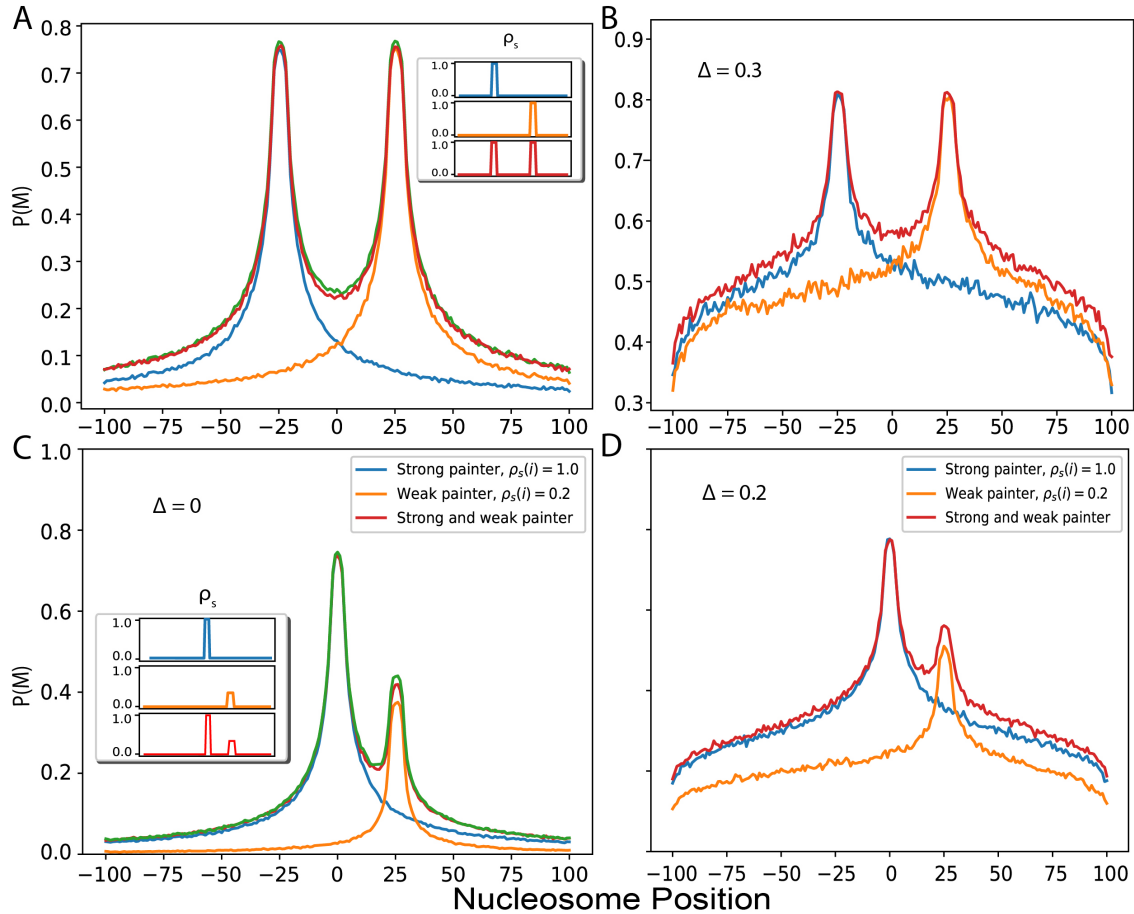 A
0.8
0.7
0.6
0.5
0.4
0.3
0.2
0.1
0.0
P(M)
ρs
1.0
0.0
1.0
0.0
1.0
0.0
−100 −75 −50 −25 0 25 50 75 100
B
Δ = 0.3
0.9
0.8
0.7
0.6
0.5
0.4
0.3
−100 −75 −50 −25 0 25 50 75 100
C
1.0
0.8
0.6
0.4
0.2
0.0
P(M)
Δ = 0
Strong painter, ρs(i) = 1.0
Weak painter, ρs(i) = 0.2
Strong and weak painter
ρs
1.0
0.0
1.0
0.0
1.0
0.0
−100 −75 −50 −25 0 25 50 75 100
D
Δ = 0.2
Strong painter, ρs(i) = 1.0
Weak painter, ρs(i) = 0.2
Strong and weak painter
−100 −75 −50 −25 0 25 50 75 100
Nucleosome Position